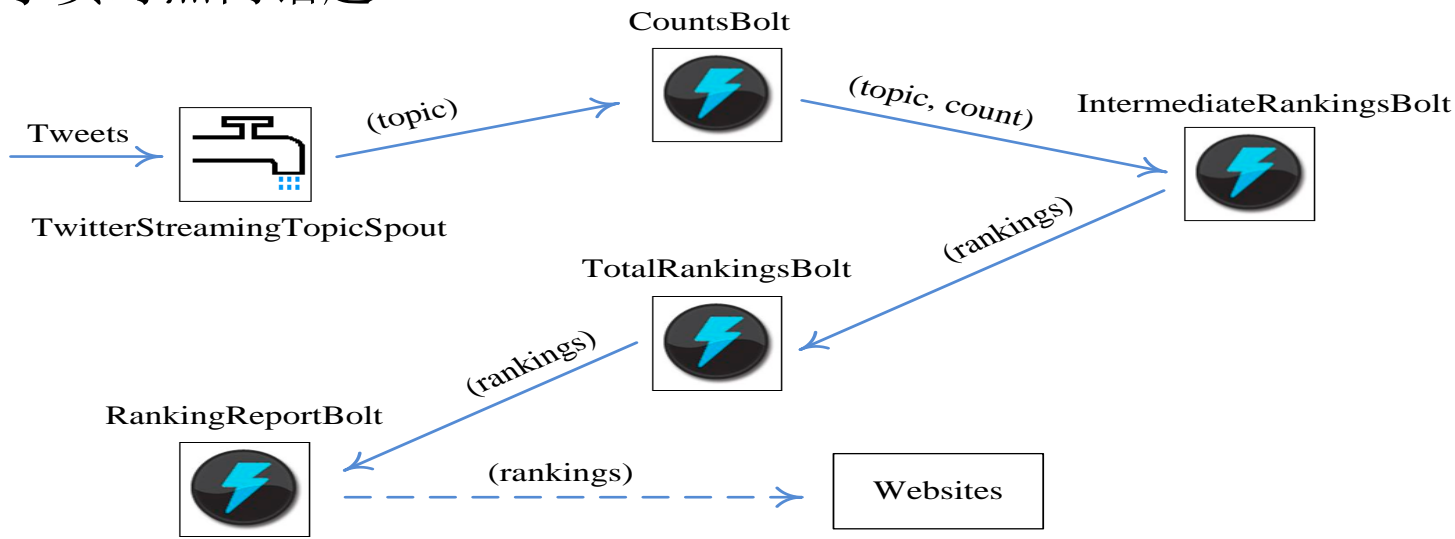 CountsBolt
Tweets
(topic)
(topic, count)
IntermediateRankingsBolt
TwitterStreamingTopicSpout
(rankings)
TotalRankingsBolt
(rankings)
RankingReportBolt
(rankings)
Websites